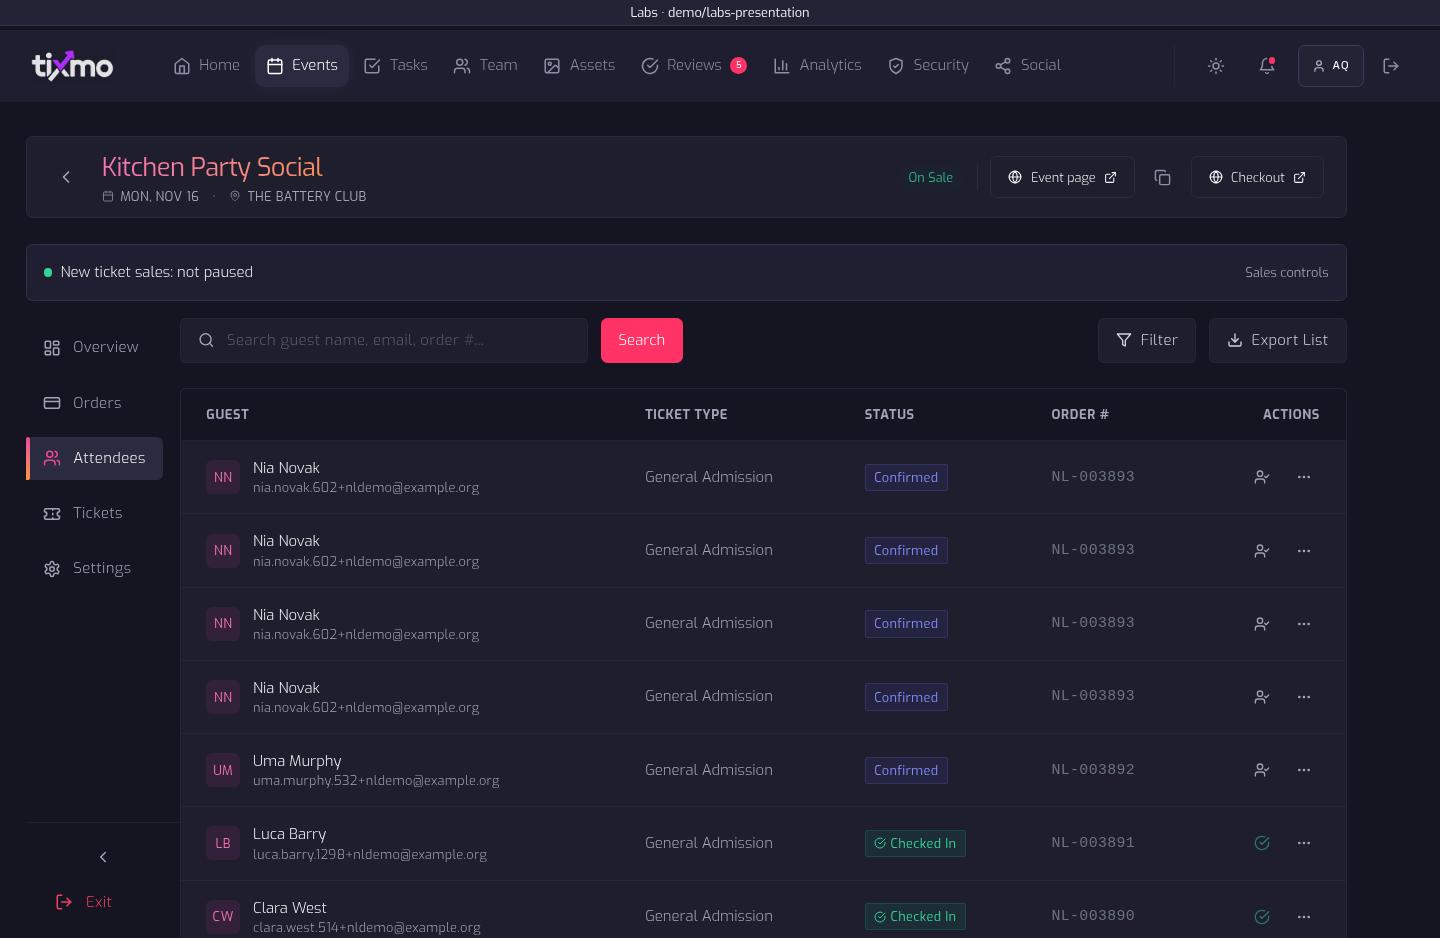 Labs · demo/labs-presentation
tixmo
Home
Events
Tasks
Team
Assets
Reviews 5
Analytics
Security
Social
AQ
Kitchen Party Social
MON, NOV 16 · THE BATTERY CLUB
On Sale
Event page
Checkout
New ticket sales: not paused
Sales controls
Overview
Orders
Attendees
Tickets
Settings
Exit
Search guest name, email, order #...
Search
Filter
Export List
GUEST TICKET TYPE STATUS ORDER # ACTIONS
NN Nia Novak General Admission Confirmed NL-003893
nia.novak.602+nldemo@example.org
NN Nia Novak General Admission Confirmed NL-003893
nia.novak.602+nldemo@example.org
NN Nia Novak General Admission Confirmed NL-003893
nia.novak.602+nldemo@example.org
NN Nia Novak General Admission Confirmed NL-003893
nia.novak.602+nldemo@example.org
UM Uma Murphy General Admission Confirmed NL-003892
uma.murphy.532+nldemo@example.org
LB Luca Barry General Admission Checked In NL-003891
luca.barry.1298+nldemo@example.org
CW Clara West General Admission Checked In NL-003890
clara.west.514+nldemo@example.org